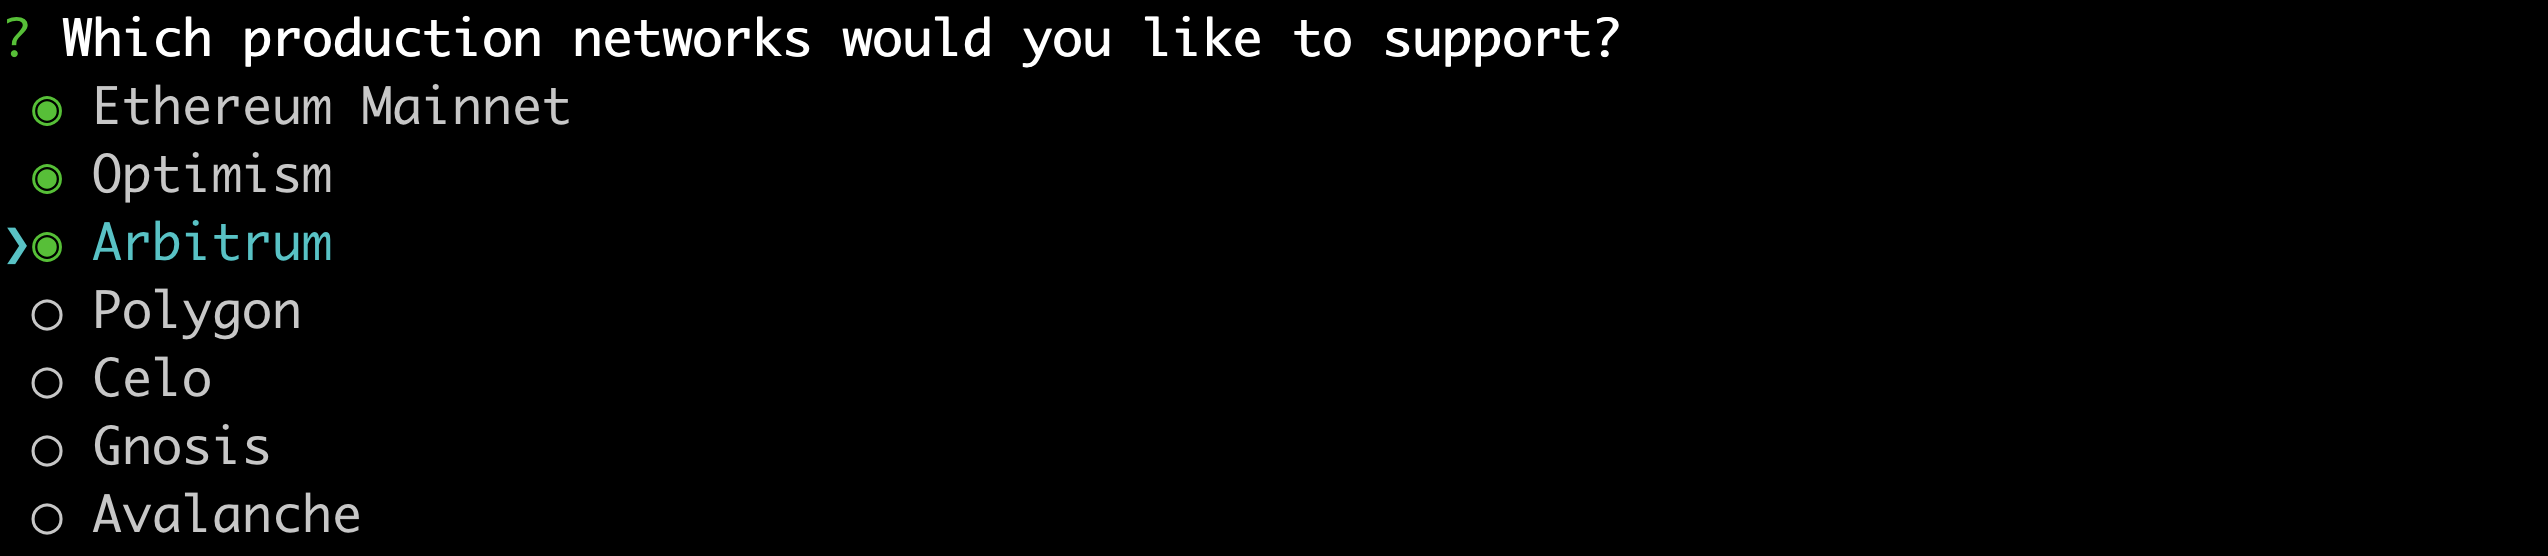 ? Which production networks would you like to support?
◉ Ethereum Mainnet
◉ Optimism
❯◉ Arbitrum
◯ Polygon
◯ Celo
◯ Gnosis
◯ Avalanche